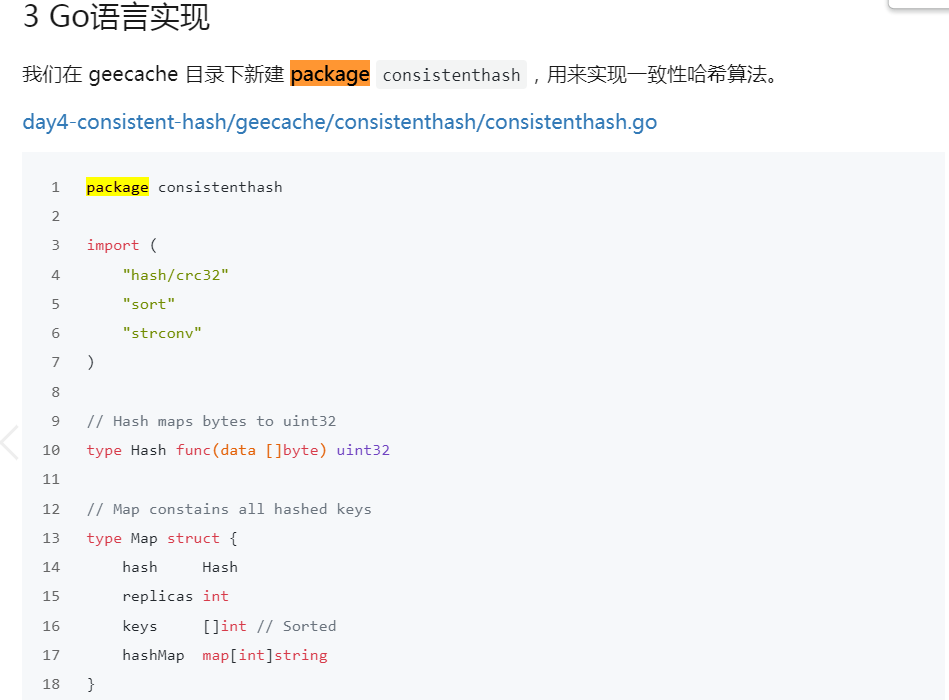 3 Go语言实现
我们在 geecache 目录下新建 package consistenthash ，用来实现一致性哈希算法。
day4-consistent-hash/geecache/consistenthash/consistenthash.go
1 package consistenthash
2
3 import (
4 "hash/crc32"
5 "sort"
6 "strconv"
7 )
8
9 // Hash maps bytes to uint32
10 type Hash func(data []byte) uint32
11
12 // Map constains all hashed keys
13 type Map struct {
14 hash Hash
15 replicas int
16 keys []int // Sorted
17 hashMap map[int]string
18 }